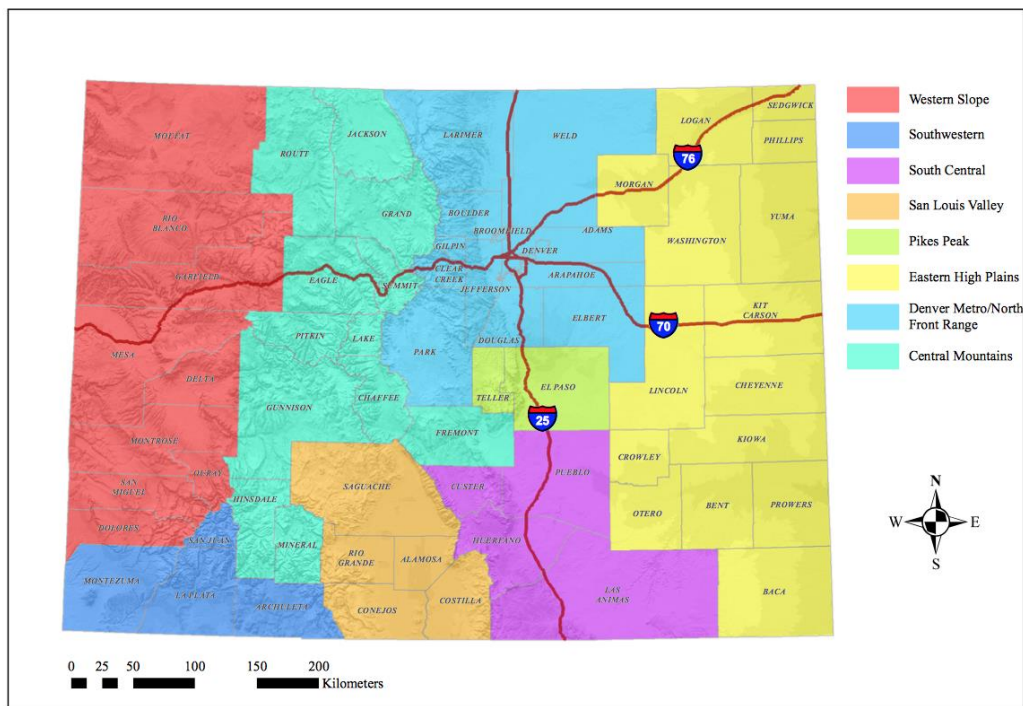 MOFFAT
ROUTT
JACKSON
LARIMER
WELD
LOGAN
SEDGWICK
PHILLIPS
76
MORGAN
RIO
BLANCO
GRAND
BOULDER
BROOMFIELD
ADAMS
WASHINGTON
YUMA
GILPIN
DENVER
GARFIELD
EAGLE
SUMMIT
CLEAR
CREEK
JEFFERSON
ARAPAHOE
KIT
CARSON
ELBERT
70
MESA
PITKIN
LAKE
PARK
DOUGLAS
DELTA
GUNNISON
CHAFFEE
TELLER
EL PASO
LINCOLN
CHEYENNE
25
MONTROSE
FREMONT
KIOWA
CROWLEY
OURAY
SAN
MIGUEL
HINSDALE
SAGUACHE
CUSTER
PUEBLO
OTERO
BENT
PROWERS
DOLORES
SAN JUAN
MINERAL
RIO
GRANDE
ALAMOSA
HUERFANO
MONTEZUMA
LA PLATA
ARCHULETA
CONEJOS
COSTILLA
LAS
ANIMAS
BACA
Western Slope
Southwestern
South Central
San Louis Valley
Pikes Peak
Eastern High Plains
Denver Metro/North
Front Range
Central Mountains
N
W E
S
0 25 50 100 150 200
Kilometers